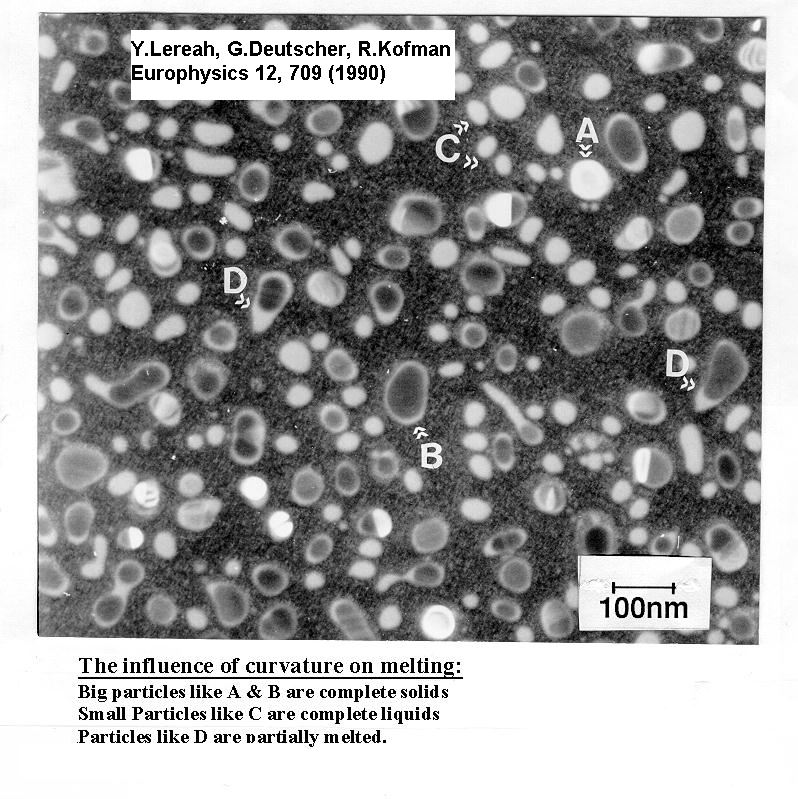 Y.Lereah, G.Deutscher, R.Kofman
Europhysics 12, 709 (1990)
A
C
D
D
B
100nm
The influence of curvature on melting:
Big particles like A & B are complete solids
Small Particles like C are complete liquids
Particles like D are partially melted.